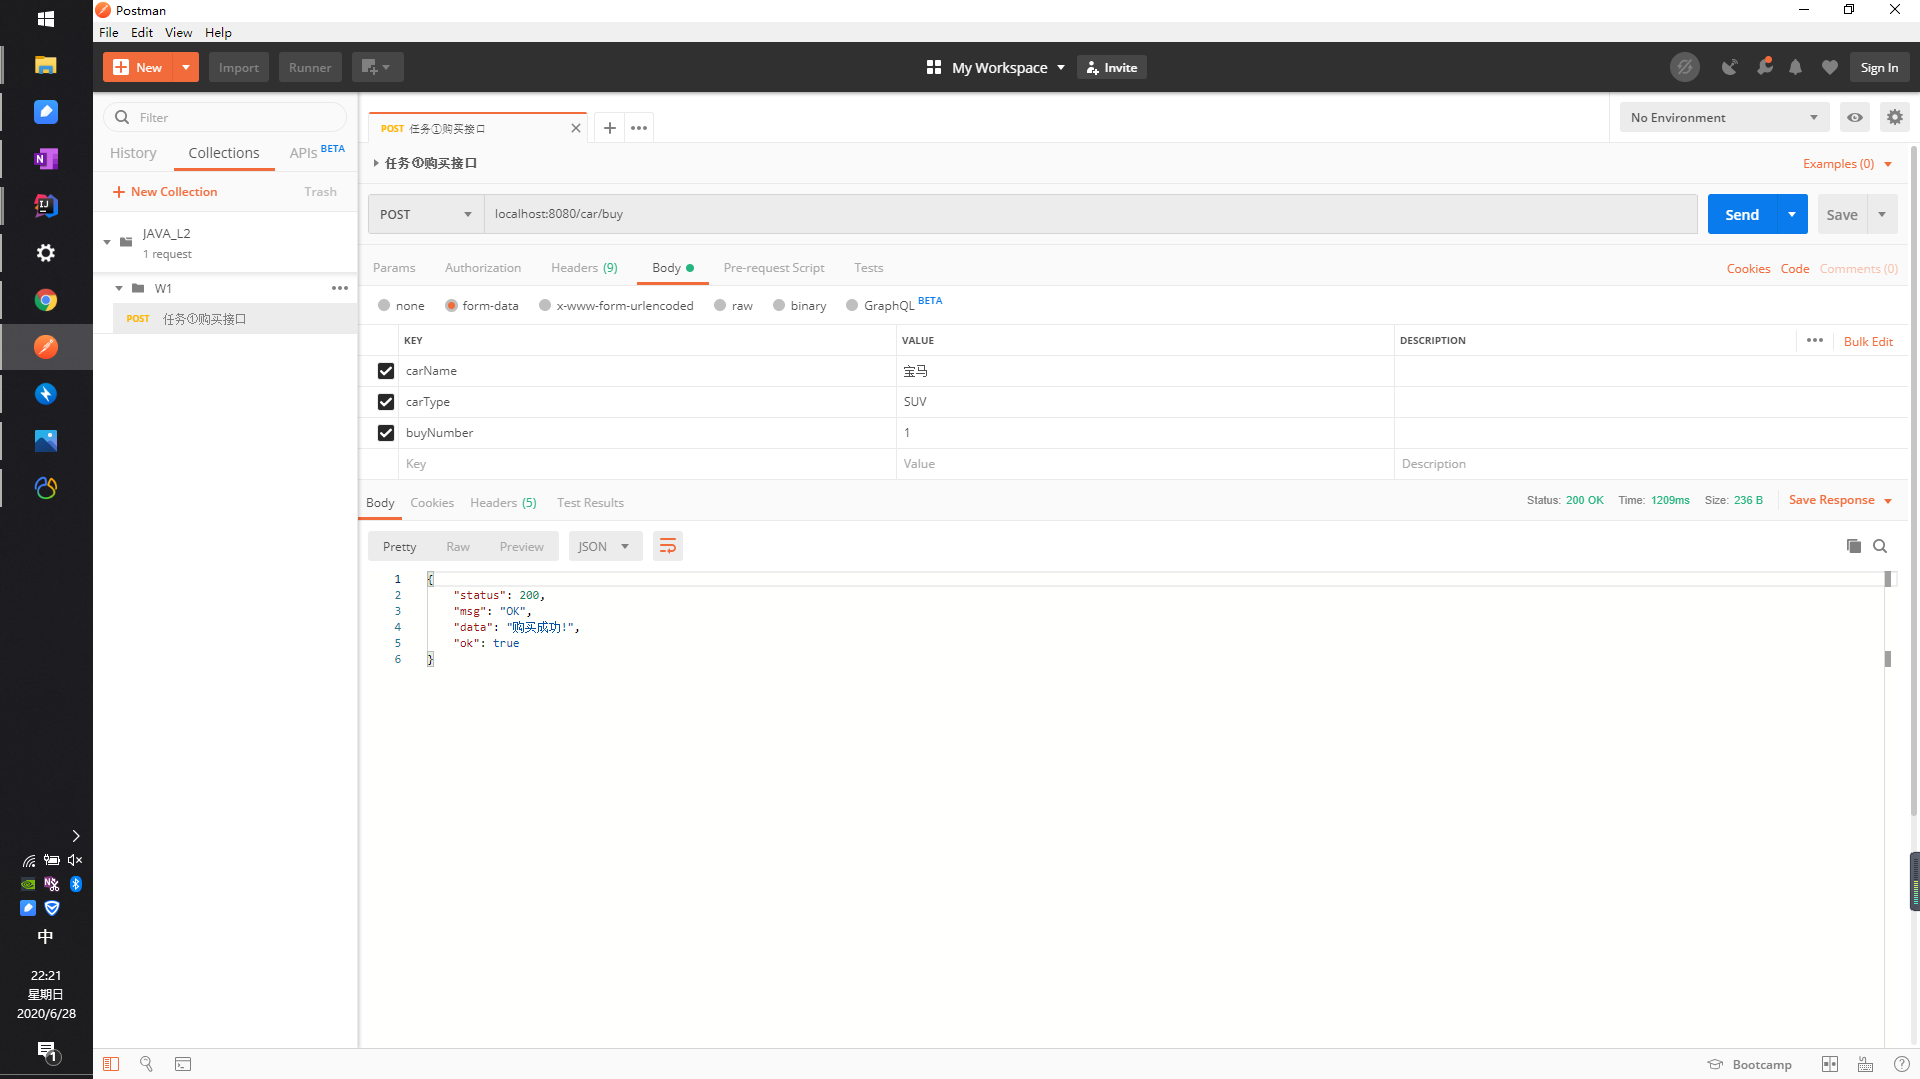 Postman
File Edit View Help
New Import Runner My Workspace Invite Sign In
Filter
History Collections APIs BETA
New Collection Trash
JAVA_L2
1 request
W1
POST 任务①购买接口
POST 任务①购买接口
No Environment
任务①购买接口
Examples (0)
POST localhost:8080/car/buy Send Save
Params Authorization Headers (9) Body Pre-request Script Tests Cookies Code Comments (0)
none form-data x-www-form-urlencoded raw binary GraphQL BETA
KEY VALUE DESCRIPTION Bulk Edit
carName 宝马
carType SUV
buyNumber 1
Key Value Description
Body Cookies Headers (5) Test Results Status: 200 OK Time: 1209ms Size: 236 B Save Response
Pretty Raw Preview JSON
1 {
2 "status": 200,
3 "msg": "OK",
4 "data": "购买成功!",
5 "ok": true
6 }
中
22:21
星期日
2020/6/28
1
Bootcamp